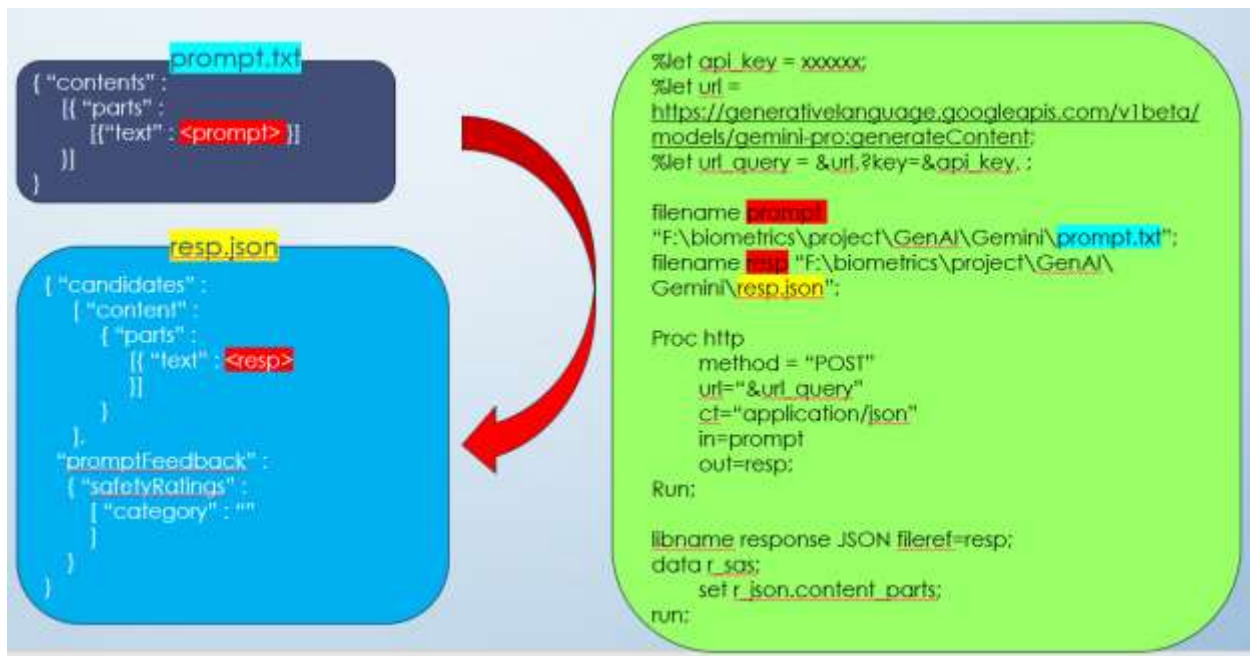 prompt.txt
{ "contents" :
[{ "parts" :
[{"text" : <prompt> }]
}]
}
resp.json
{ "candidates" :
[ "content" :
{ "parts" :
[{ "text" : <resp>
}]
}
],
"promptFeedback" :
{ "safetyRatings" :
[ "category" : ""
]
}
}
%let api_key = xxxxxx;
%let url =
https://generativelanguage.googleapis.com/v1beta/
models/gemini-pro:generateContent;
%let url_query = &url.?key=&api_key. ;
filename prompt
"F:\biometrics\project\GenAI\Gemini\prompt.txt";
filename resp "F:\biometrics\project\GenAI\
Gemini\resp.json";
Proc http
method = "POST"
url="&url_query"
ct="application/json"
in=prompt
out=resp;
Run;
libname response JSON fileref=resp;
data r_sas;
set r_json.content_parts;
run;